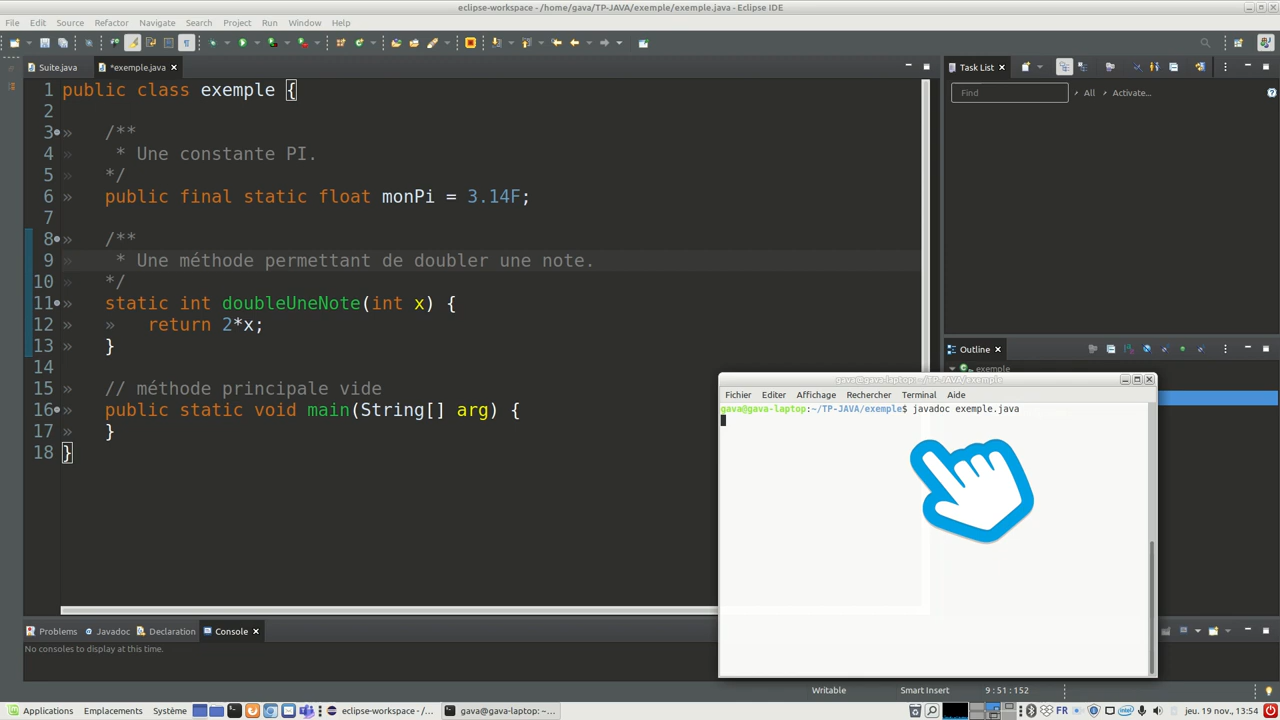 eclipse-workspace - /home/gava/TP-JAVA/exemple/exemple.java - Eclipse IDE
File Edit Source Refactor Navigate Search Project Run Window Help
Suite.java *exemple.java
Task List
Find All Activate...
1 public class exemple {
2
3 /**
4 * Une constante PI.
5 */
6 public final static float monPi = 3.14F;
7
8 /**
9 * Une méthode permettant de doubler une note.
10 */
11 static int doubleUneNote(int x) {
12 return 2*x;
13 }
14
15 // méthode principale vide
16 public static void main(String[] arg) {
17 }
18 }
Outline
exemple
gava@gava-laptop: ~/TP-JAVA/exemple
Fichier Editer Affichage Rechercher Terminal Aide
gava@gava-laptop:~/TP-JAVA/exemple$ javadoc exemple.java
Problems Javadoc Declaration Console
No consoles to display at this time.
Writable Smart Insert 9 : 51 : 152
Applications Emplacements Système eclipse-workspace - /... gava@gava-laptop: ~... FR jeu. 19 nov., 13:54